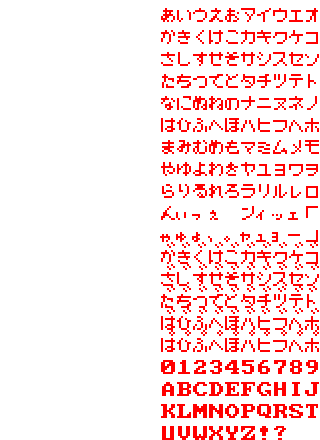 あいうえおアイウエオ
かきくけこカキクケコ
さしすせそサシスセソ
たちつてとタチツテト
なにぬねのナニヌネノ
はひふへほハヒフヘホ
まみむめもマミムメモ
やゆよわをヤユヨワヲ
らりるれろラリルレロ
んぃっぇ ンィッェ「
ゃゅょャュョー」
がぎぐげごガギグゲゴ
ざじずぜぞザジズゼゾ
だぢづでどダヂヅデド
ばびぶべぼバビブベボ
ぱぴぷぺぽパピプペポ
0123456789
ABCDEFGHIJ
KLMNOPQRST
UVWXYZ!?